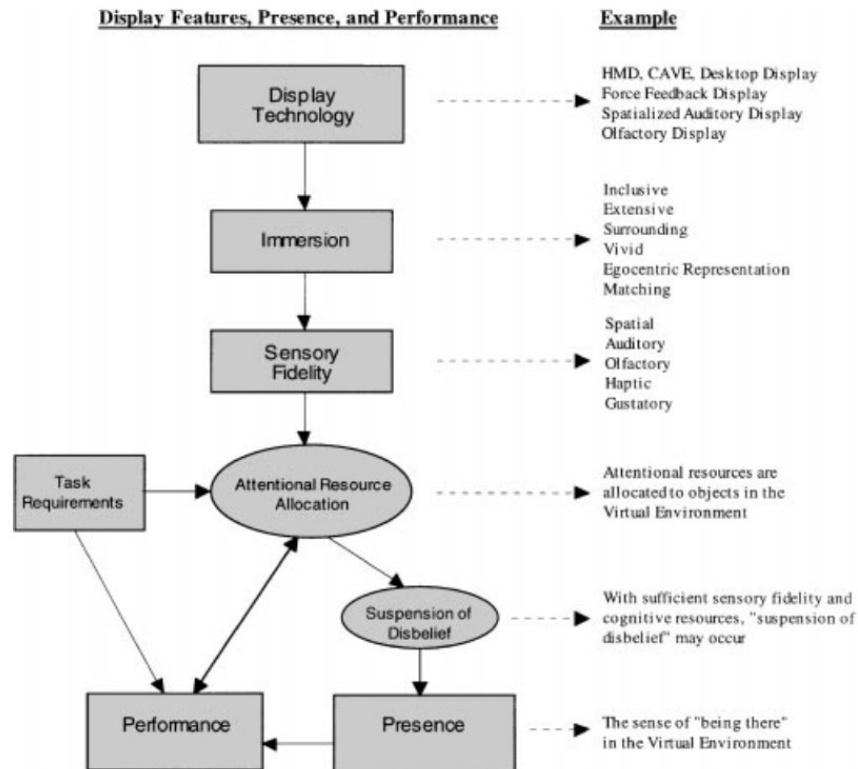 Display Features, Presence, and Performance
Example
Display
Technology
HMD, CAVE, Desktop Display
Force Feedback Display
Spatialized Auditory Display
Olfactory Display
Immersion
Inclusive
Extensive
Surrounding
Vivid
Egocentric Representation
Matching
Sensory
Fidelity
Spatial
Auditory
Olfactory
Haptic
Gustatory
Task
Requirements
Attentional Resource
Allocation
Attentional resources are
allocated to objects in the
Virtual Environment
Suspension of
Disbelief
With sufficient sensory fidelity and
cognitive resources, "suspension of
disbelief" may occur
Performance
Presence
The sense of "being there"
in the Virtual Environment